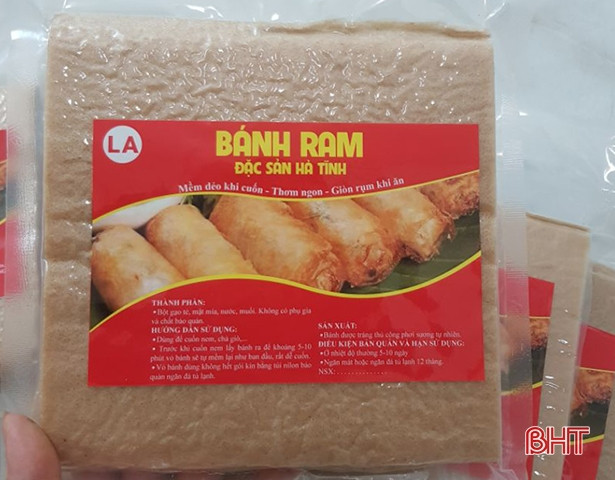 LA
BÁNH RAM
ĐẶC SẢN HÀ TĨNH
Mềm dẻo khi cuốn - Thơm ngon - Giòn rụm khi ăn
THÀNH PHẦN:
• Bột gạo tẻ, mật mía, nước, muối. Không có phụ gia
và chất bảo quản.
HƯỚNG DẪN SỬ DỤNG:
• Dùng để cuốn nem, chả giò,...
• Trước khi cuốn nem lấy bánh ra để khoảng 5-10
phút vỏ bánh sẽ tự mềm lại như ban đầu, rất dễ cuốn.
• Vỏ bánh dùng không hết gói kín bằng túi nilon bảo
quản ngăn đá tủ lạnh.
SẢN XUẤT:
• Bánh được tráng thủ công phơi sương tự nhiên.
ĐIỀU KIỆN BẢN QUẢN VÀ HẠN SỬ DỤNG:
• Ở nhiệt độ thường 5-10 ngày
• Ngăn mát hoặc ngăn đá tủ lạnh 12 tháng.
NSX: . . . . . . . . . . . .
BHT